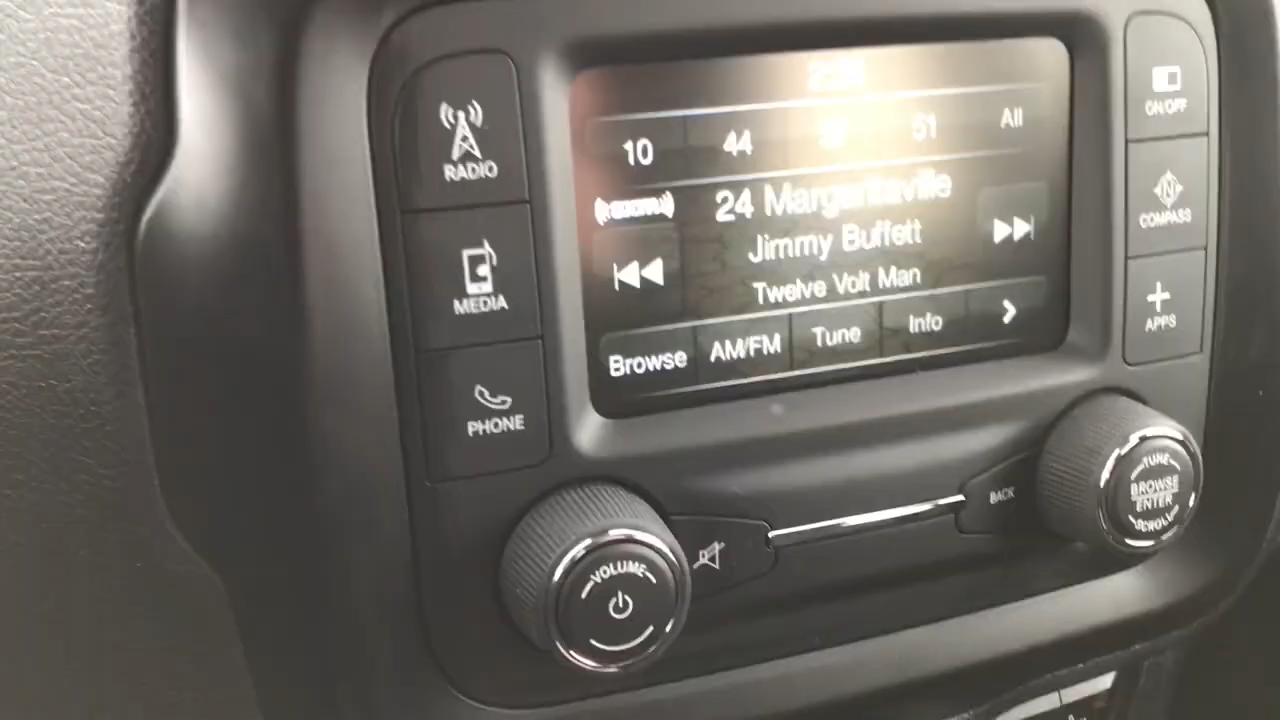 RADIO
MEDIA
PHONE
10 44 51 All
24 Margaritaville
Jimmy Buffett
Twelve Volt Man
Browse AM/FM Tune Info
ON/OFF
N
COMPASS
APPS
VOLUME
BACK
TUNE
BROWSE
ENTER
SCROLL